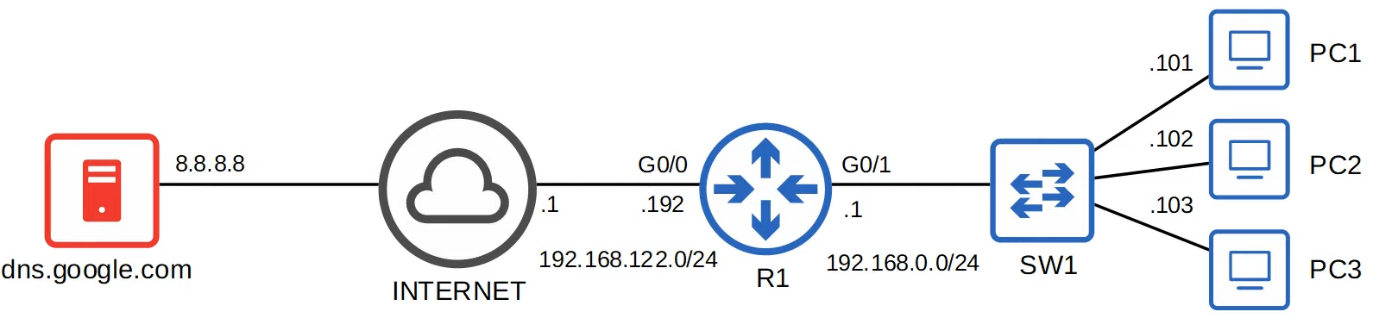 8.8.8.8
dns.google.com
INTERNET
.1
G0/0
.192
192.168.122.0/24
R1
G0/1
.1
192.168.0.0/24
SW1
.101
PC1
.102
PC2
.103
PC3